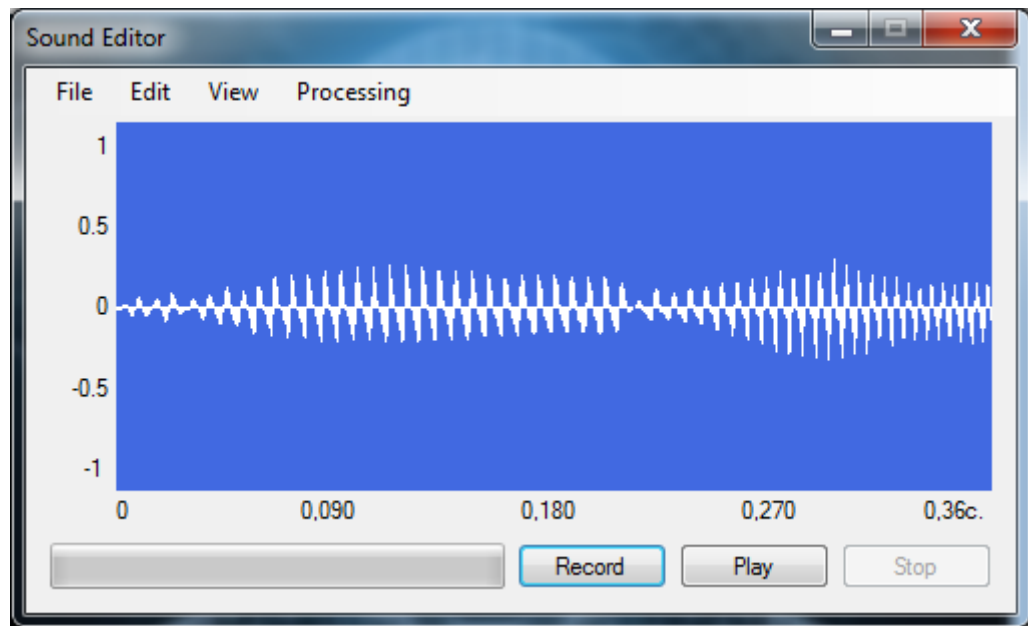 Sound Editor
File Edit View Processing
1
0.5
0
-0.5
-1
0 0,090 0,180 0,270 0,36c.
Record Play Stop